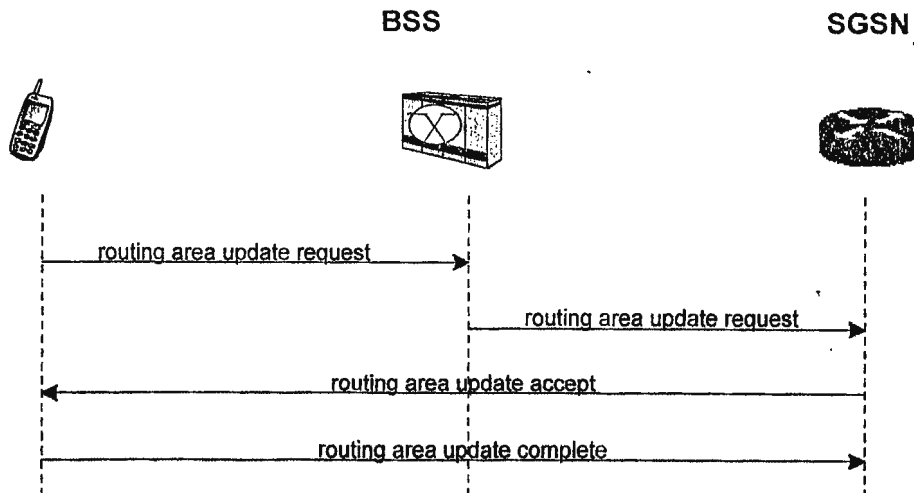 BSS
SGSN
routing area update request
routing area update request
routing area update accept
routing area update complete